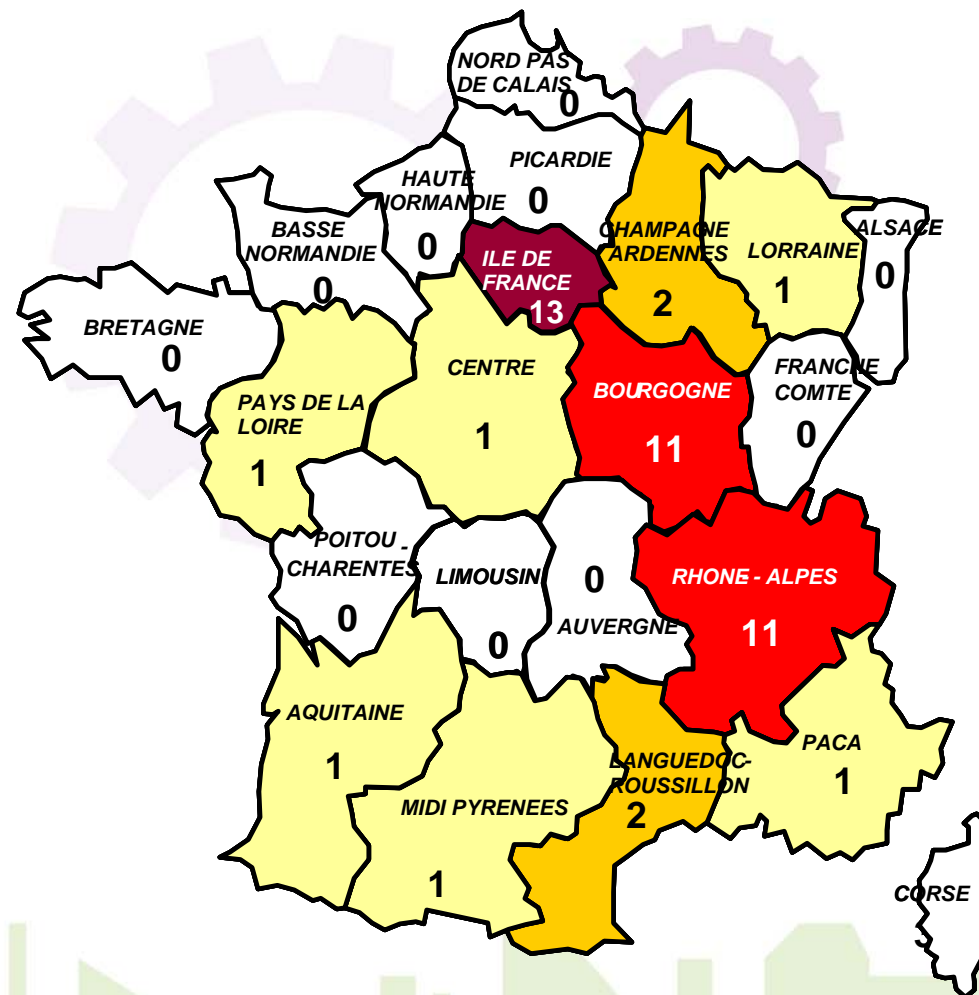 NORD PAS
DE CALAIS
0
PICARDIE
0
HAUTE
NORMANDIE
0
BASSE
NORMANDIE
0
ILE DE
FRANCE
13
CHAMPAGNE
ARDENNES
2
LORRAINE
1
ALSACE
0
BRETAGNE
0
PAYS DE LA
LOIRE
1
CENTRE
1
BOURGOGNE
11
FRANCHE
COMTE
0
POITOU -
CHARENTES
0
LIMOUSIN
0
0
AUVERGNE
RHONE - ALPES
11
AQUITAINE
1
MIDI PYRENEES
1
LANGUEDOC-
ROUSSILLON
2
PACA
1
CORSE